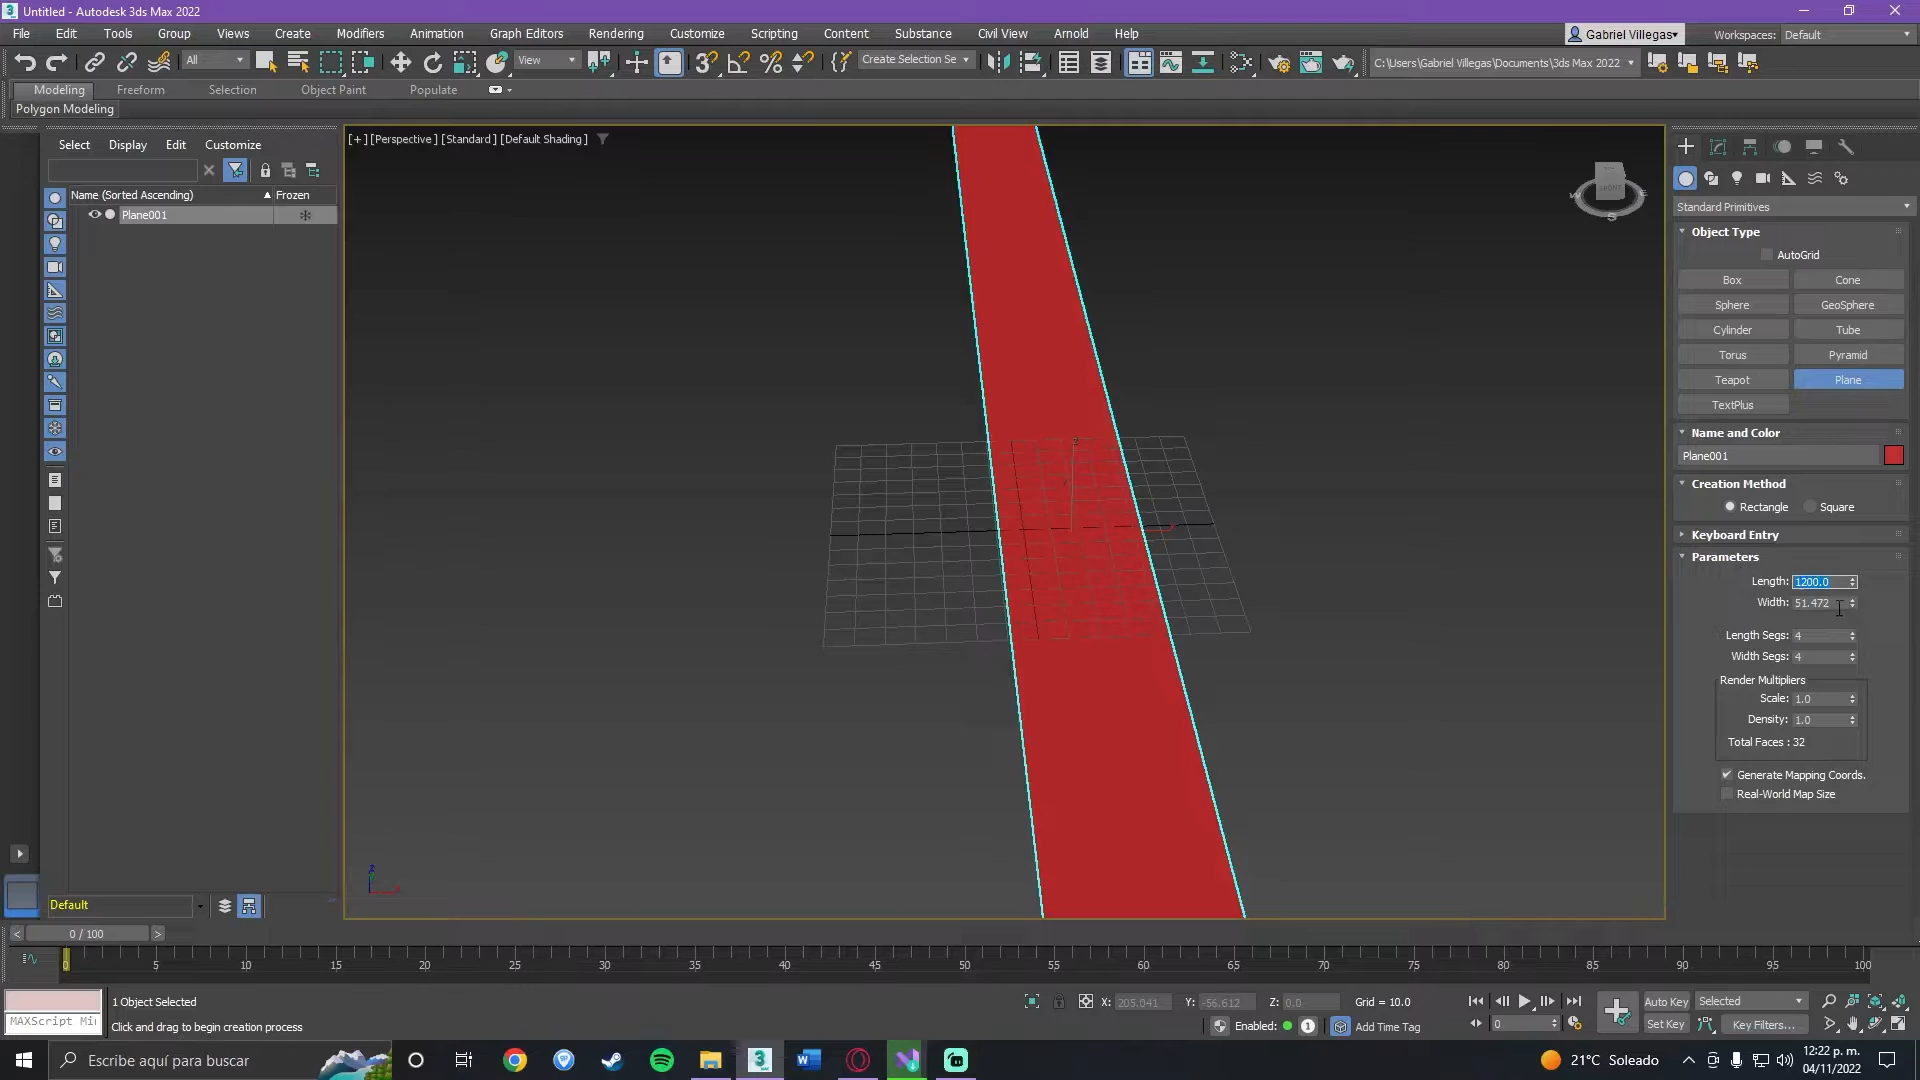 Untitled - Autodesk 3ds Max 2022
File Edit Tools Group Views Create Modifiers Animation Graph Editors Rendering Customize Scripting Content Substance Civil View Arnold Help
Gabriel Villegas Workspaces: Default
All View Create Selection Se C:\Users\Gabriel Villegas\Documents\3ds Max 2022
Modeling Freeform Selection Object Paint Populate
Polygon Modeling
Select Display Edit Customize
Name (Sorted Ascending) Frozen
Plane001
[+] [Perspective] [Standard] [Default Shading]
FRONT
W
S
Standard Primitives
Object Type
AutoGrid
Box Cone
Sphere GeoSphere
Cylinder Tube
Torus Pyramid
Teapot Plane
TextPlus
Name and Color
Plane001
Creation Method
Rectangle Square
Keyboard Entry
Parameters
Length: 1200.0
Width: 51.472
Length Segs: 4
Width Segs: 4
Render Multipliers
Scale: 1.0
Density: 1.0
Total Faces : 32
Generate Mapping Coords.
Real-World Map Size
Default
< 0 / 100 >
0 5 10 15 20 25 30 35 40 45 50 55 60 65 70 75 80 85 90 95 100
1 Object Selected X: 205.041 Y: -56.612 Z: 0.0 Grid = 10.0 Auto Key Selected
MAXScript Mi Click and drag to begin creation process Enabled: 1 Add Time Tag 0 Set Key Key Filters...
Escribe aquí para buscar
21°C Soleado
12:22 p. m.
04/11/2022